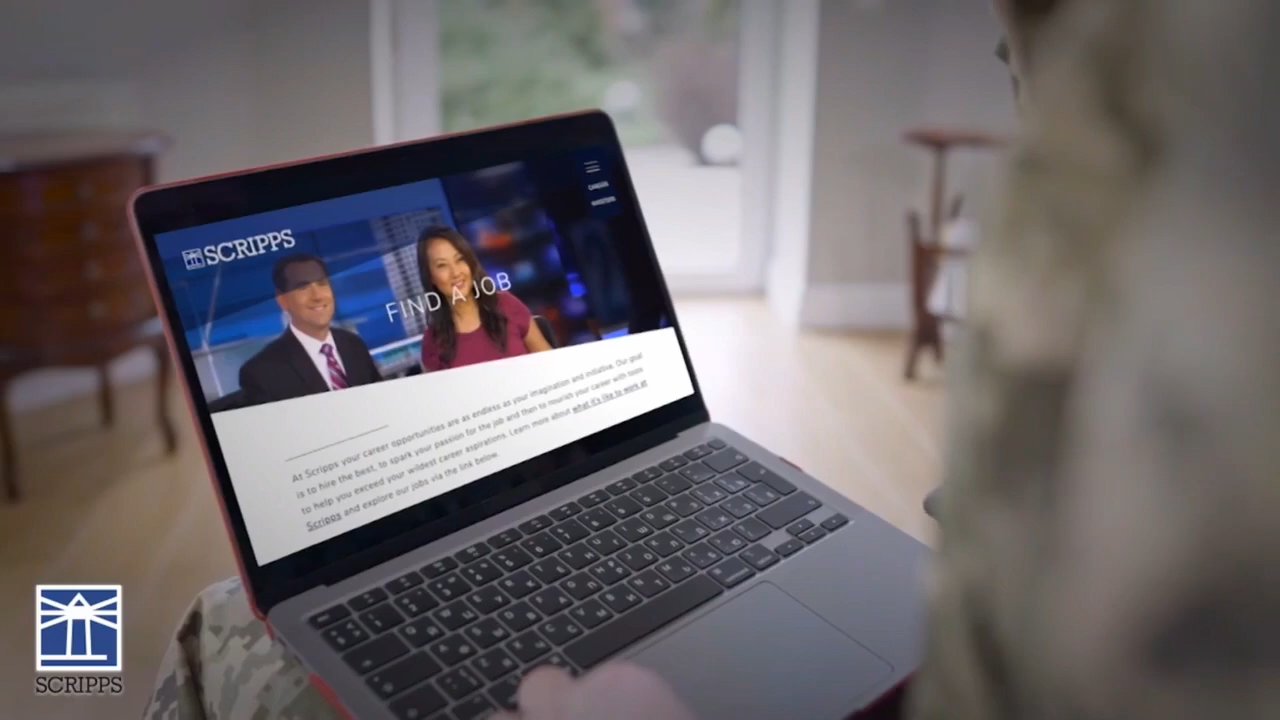 SCRIPPS
CAREERS
INVESTORS
FIND A JOB
At Scripps your career opportunities are as endless as your imagination and initiative. Our goal
is to hire the best, to spark your passion for the job and then to nourish your career with tools
to help you exceed your wildest career aspirations. Learn more about what it's like to work at
Scripps and explore our jobs via the link below.
SCRIPPS